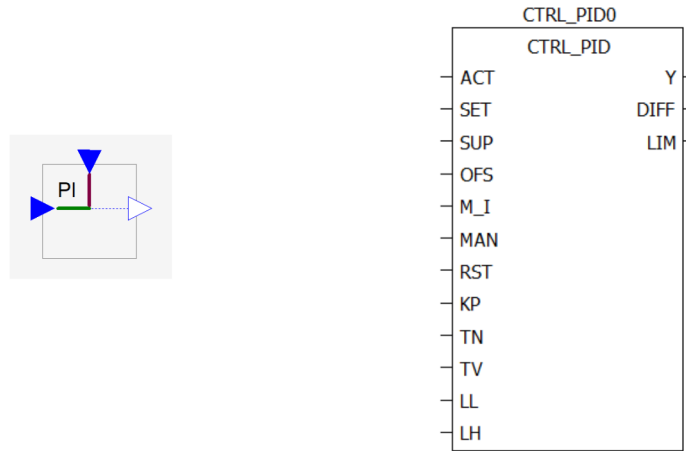 PI
CTRL_PID0
CTRL_PID
ACT Y
SET DIFF
SUP LIM
OFS
M_I
MAN
RST
KP
TN
TV
LL
LH